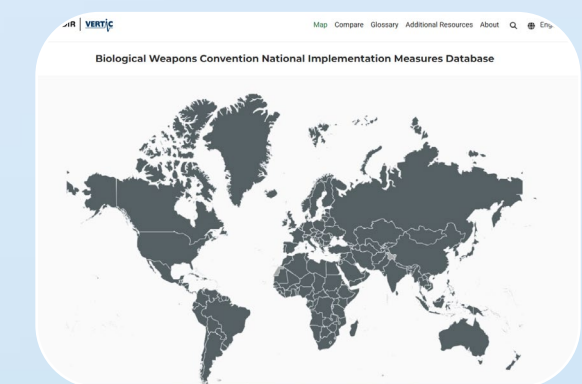 VERTIC Map Compare Glossary Additional Resources About
Biological Weapons Convention National Implementation Measures Database